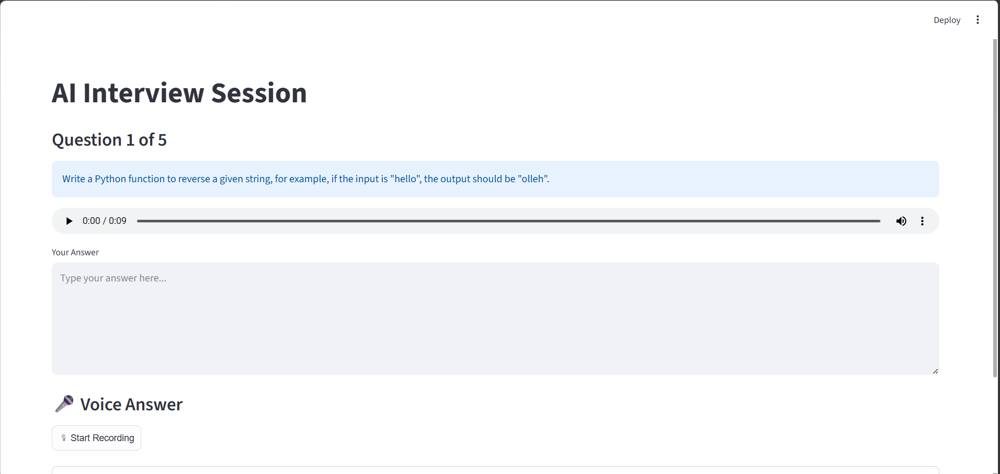 Deploy
AI Interview Session
Question 1 of 5
Write a Python function to reverse a given string, for example, if the input is "hello", the output should be "olleh".
0:00 / 0:09
Your Answer
Type your answer here...
Voice Answer
Start Recording